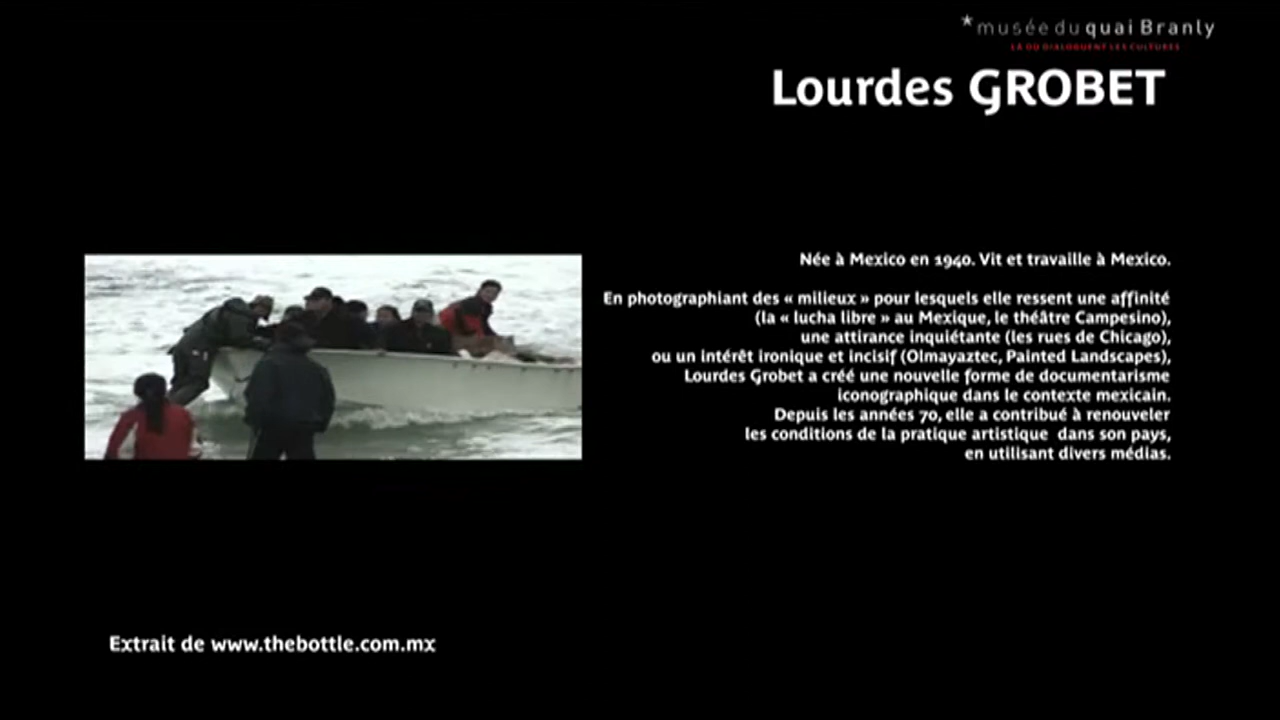 *musée du quai Branly
LÀ OÙ DIALOGUENT LES CULTURES
Lourdes GROBET
Née à Mexico en 1940. Vit et travaille à Mexico.
En photographiant des « milieux » pour lesquels elle ressent une affinité
(la « lucha libre » au Mexique, le théâtre Campesino),
une attirance inquiétante (les rues de Chicago),
ou un intérêt ironique et incisif (Olmayaztec, Painted Landscapes),
Lourdes Grobet a créé une nouvelle forme de documentarisme
iconographique dans le contexte mexicain.
Depuis les années 70, elle a contribué à renouveler
les conditions de la pratique artistique dans son pays,
en utilisant divers médias.
Extrait de www.thebottle.com.mx